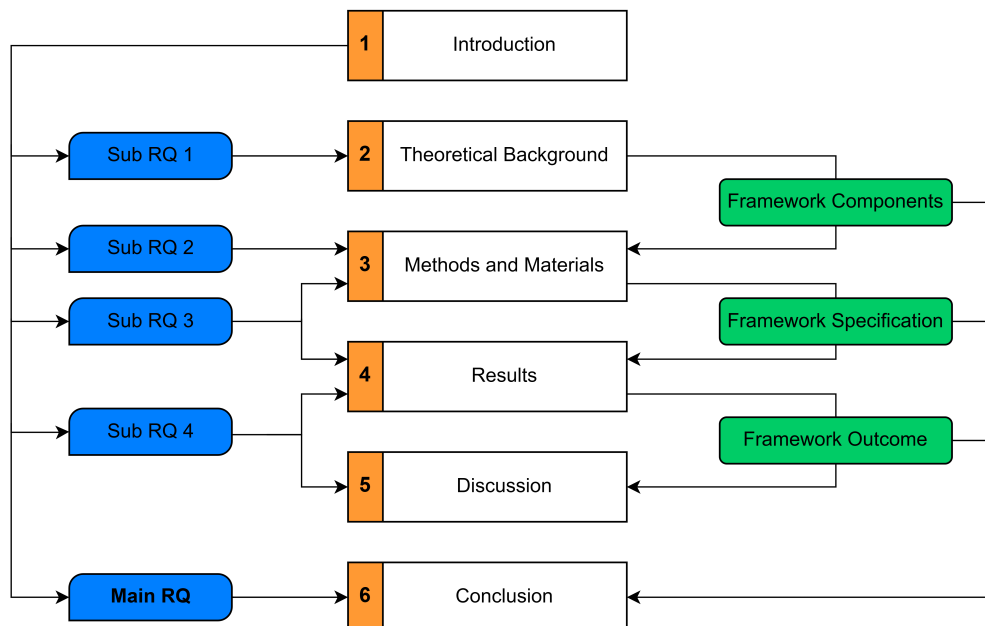 1 Introduction
Sub RQ 1
2 Theoretical Background
Framework Components
Sub RQ 2
3 Methods and Materials
Sub RQ 3
Framework Specification
4 Results
Sub RQ 4
Framework Outcome
5 Discussion
Main RQ
6 Conclusion